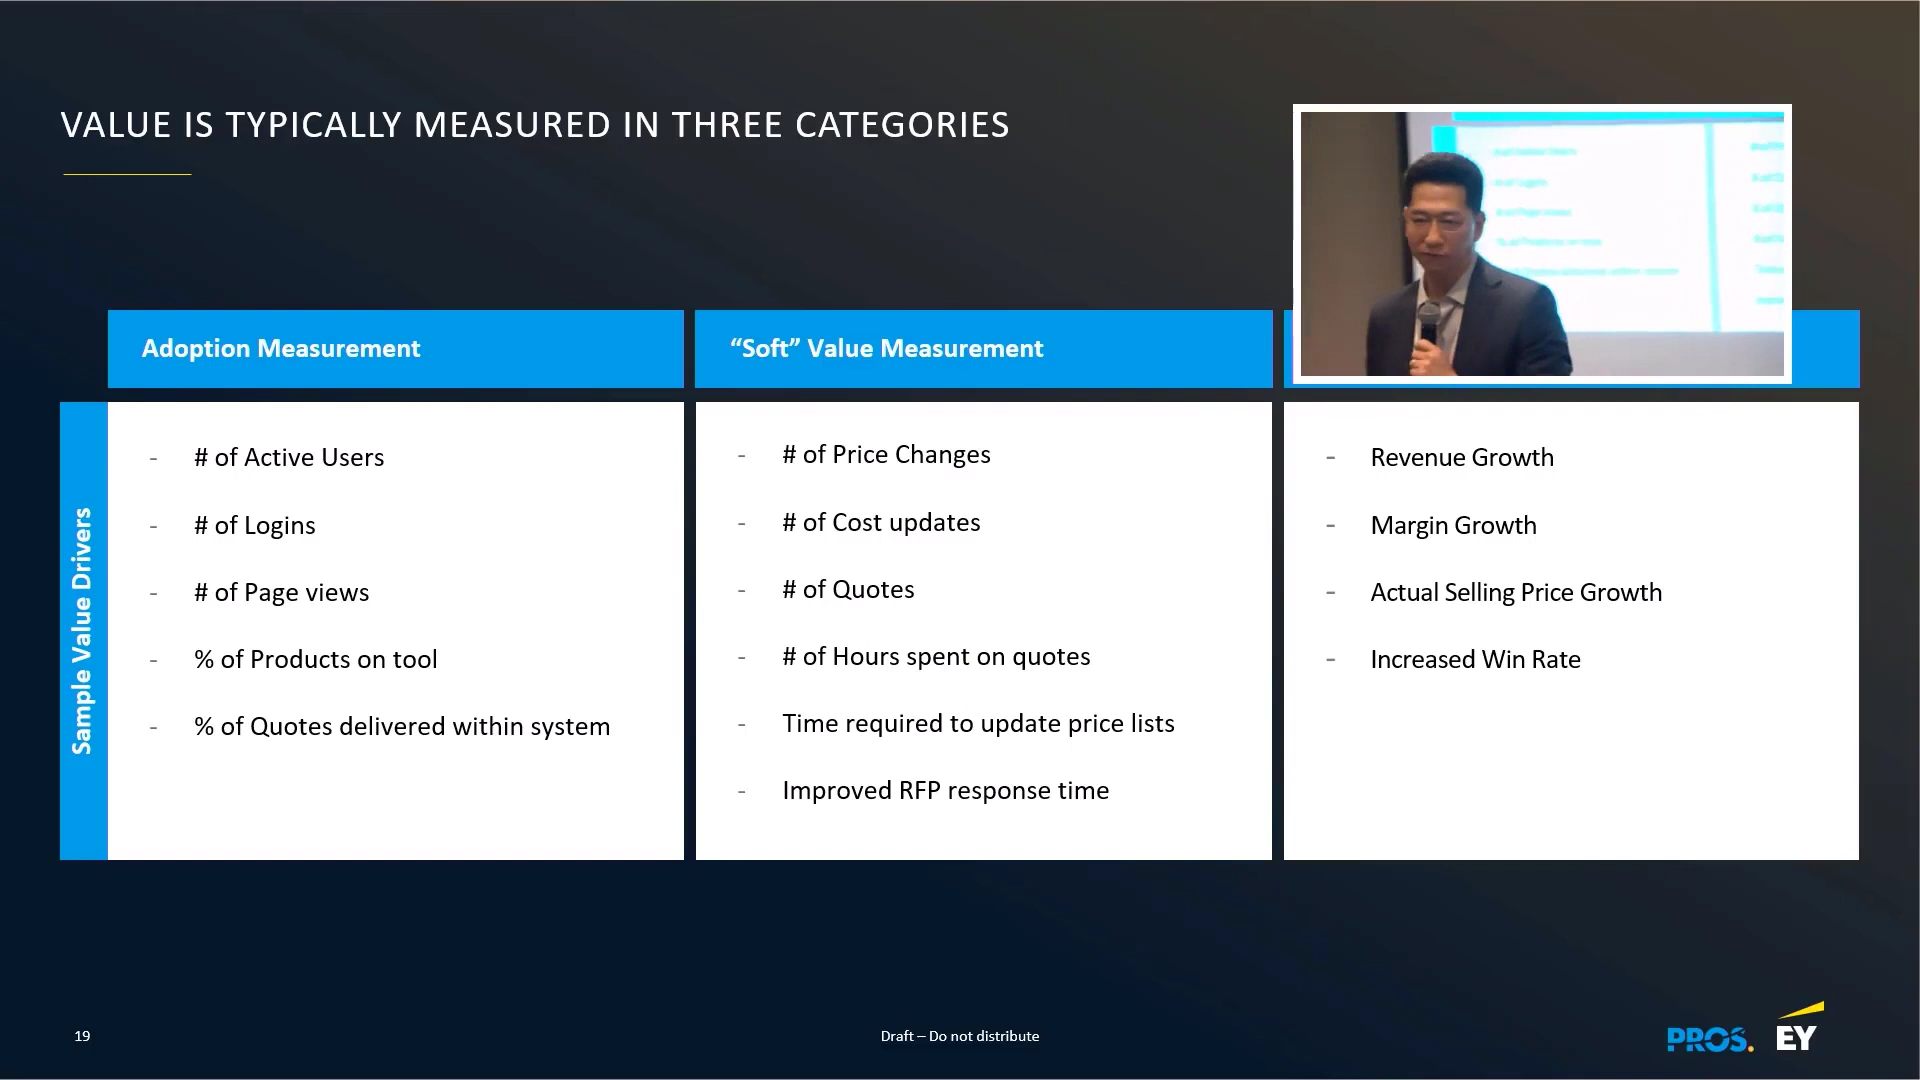 VALUE IS TYPICALLY MEASURED IN THREE CATEGORIES
Adoption Measurement
“Soft” Value Measurement
Sample Value Drivers
- # of Active Users
- # of Logins
- # of Page views
- % of Products on tool
- % of Quotes delivered within system
- # of Price Changes
- # of Cost updates
- # of Quotes
- # of Hours spent on quotes
- Time required to update price lists
- Improved RFP response time
- Revenue Growth
- Margin Growth
- Actual Selling Price Growth
- Increased Win Rate
19
Draft – Do not distribute
PROS.
EY